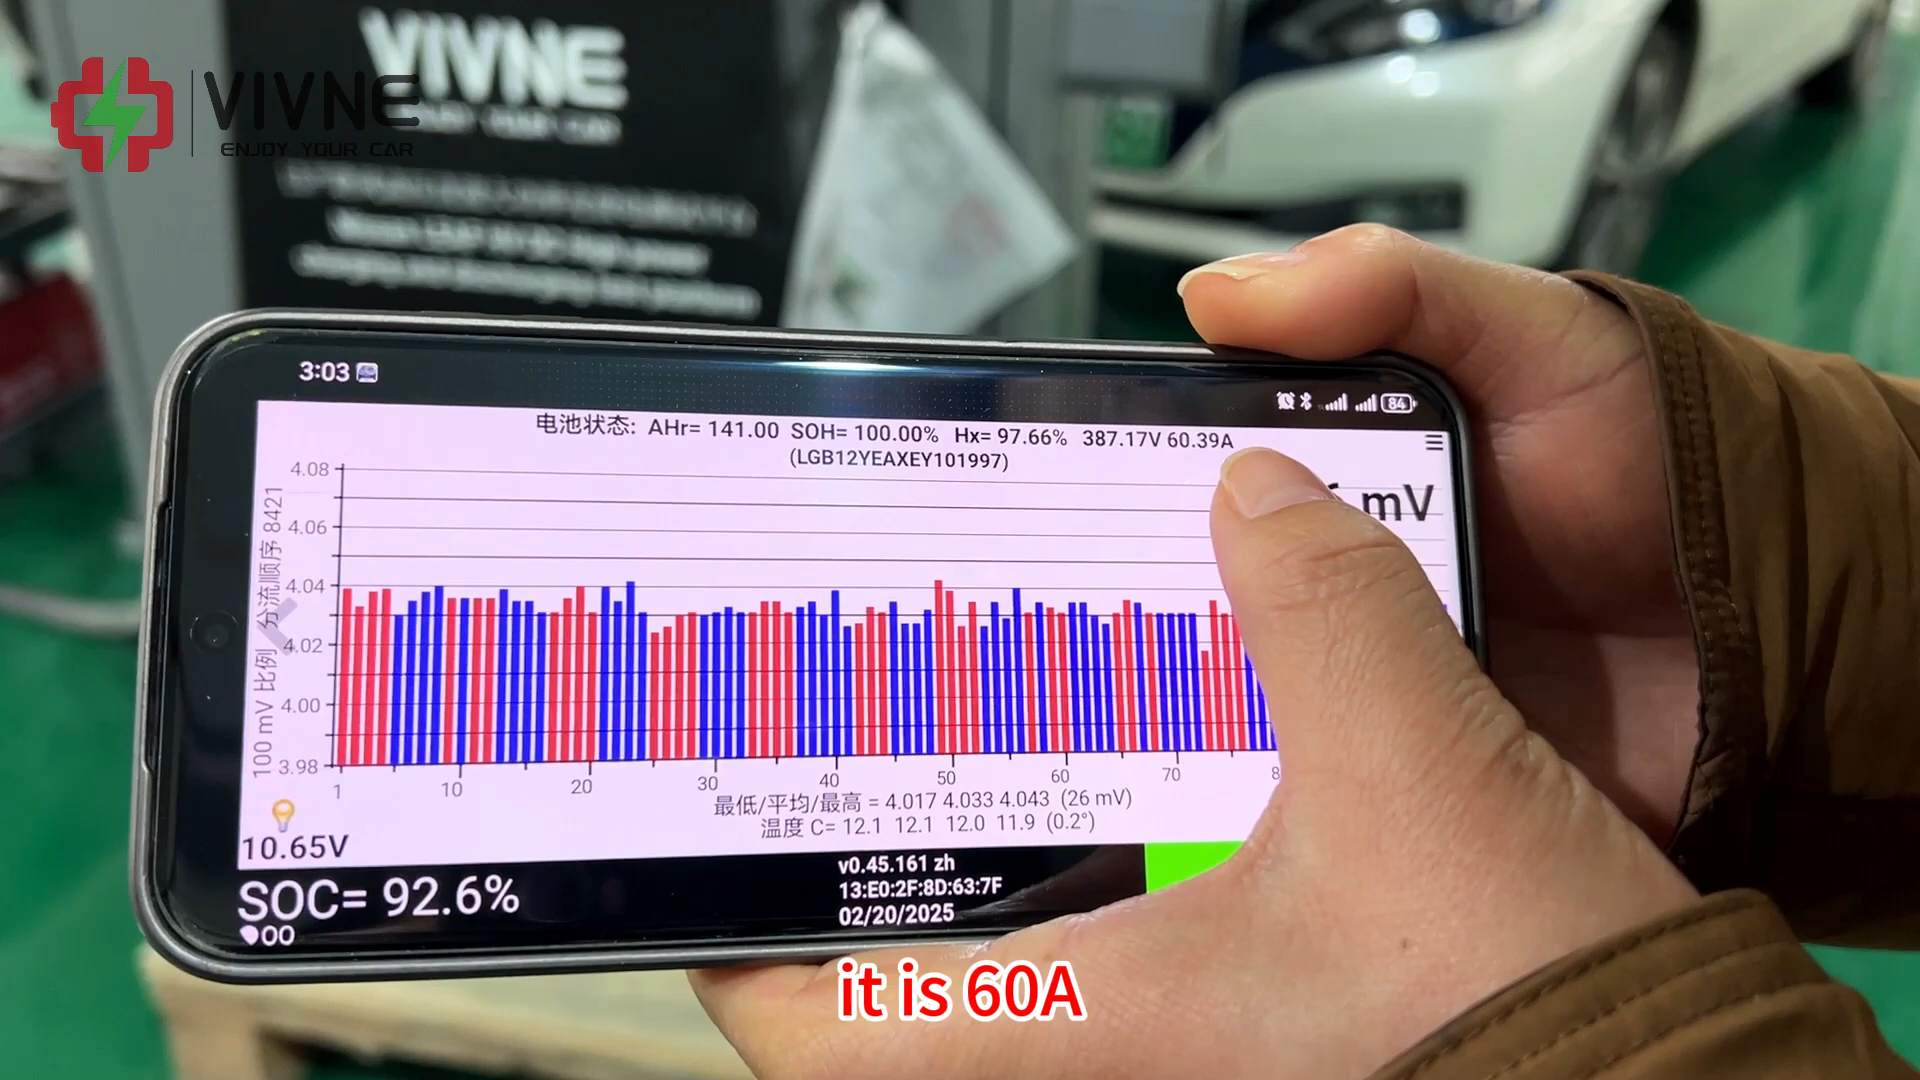 VIVNE
ENJOY YOUR CAR
VIVNE
ENJOY YOUR CAR
3:03
84
电池状态: AHr= 141.00 SOH= 100.00% Hx= 97.66% 387.17V 60.39A
(LGB12YEAXEY101997)
mV
100 mV 比例 分流顺序 8421
4.08
4.06
4.04
4.02
4.00
3.98
1 10 20 30 40 50 60 70 8
最低/平均/最高 = 4.017 4.033 4.043 (26 mV)
温度 C= 12.1 12.1 12.0 11.9 (0.2°)
10.65V
SOC= 92.6%
OO
v0.45.161 zh
13:E0:2F:8D:63:7F
02/20/2025
it is 60A